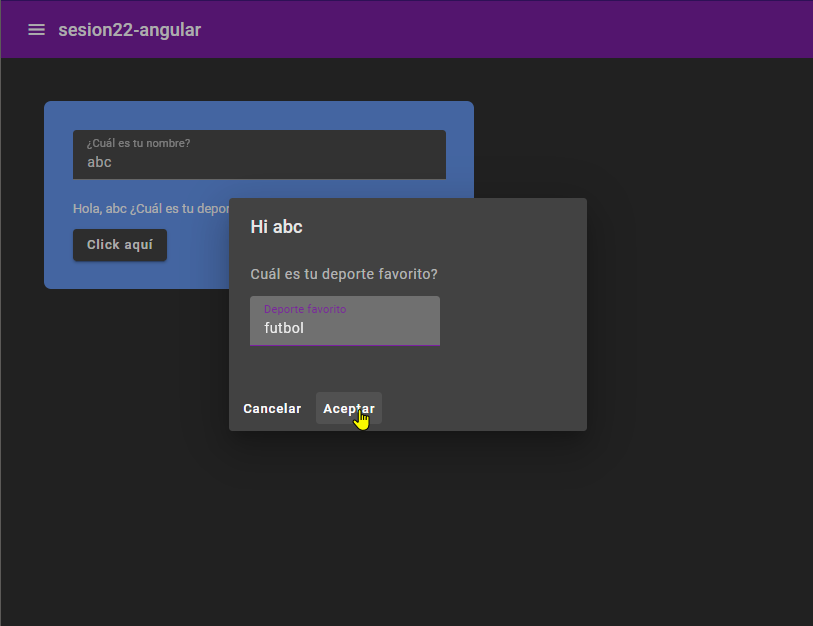 sesion22-angular
¿Cuál es tu nombre?
abc
Hola, abc ¿Cuál es tu
Click aquí
Hi abc
Cuál es tu deporte favorito?
Deporte favorito
futbol
Cancelar Aceptar